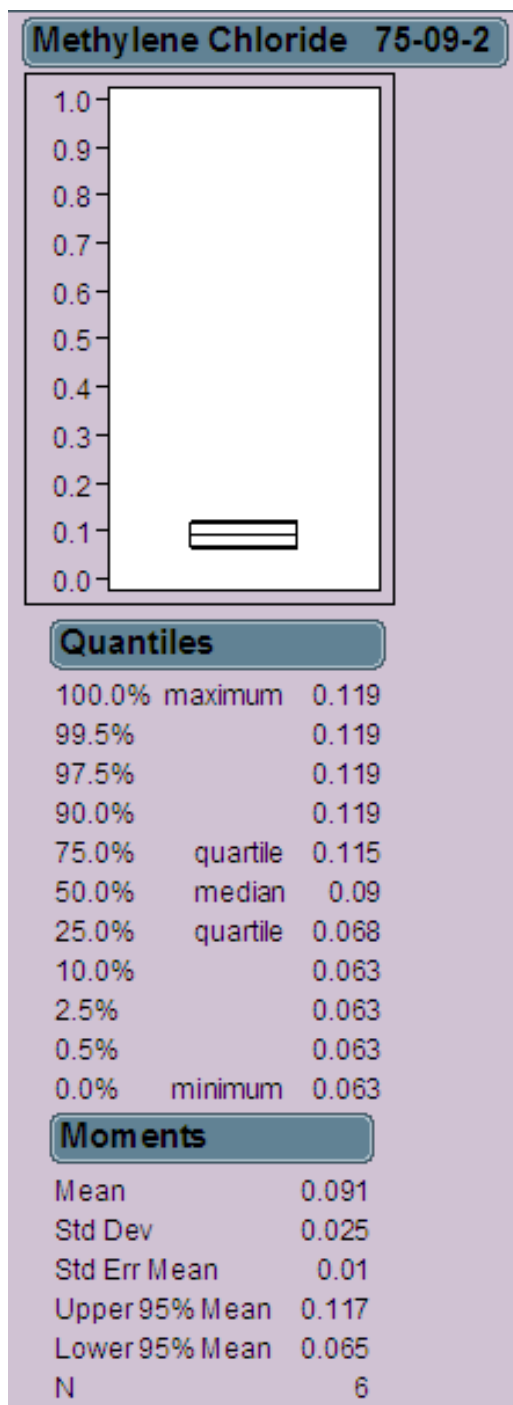 Methylene Chloride 75-09-2
1.0
0.9
0.8
0.7
0.6
0.5
0.4
0.3
0.2
0.1
0.0
Quantiles
100.0% maximum 0.119
99.5% 0.119
97.5% 0.119
90.0% 0.119
75.0% quartile 0.115
50.0% median 0.09
25.0% quartile 0.068
10.0% 0.063
2.5% 0.063
0.5% 0.063
0.0% minimum 0.063
Moments
Mean 0.091
Std Dev 0.025
Std Err Mean 0.01
Upper 95% Mean 0.117
Lower 95% Mean 0.065
N 6